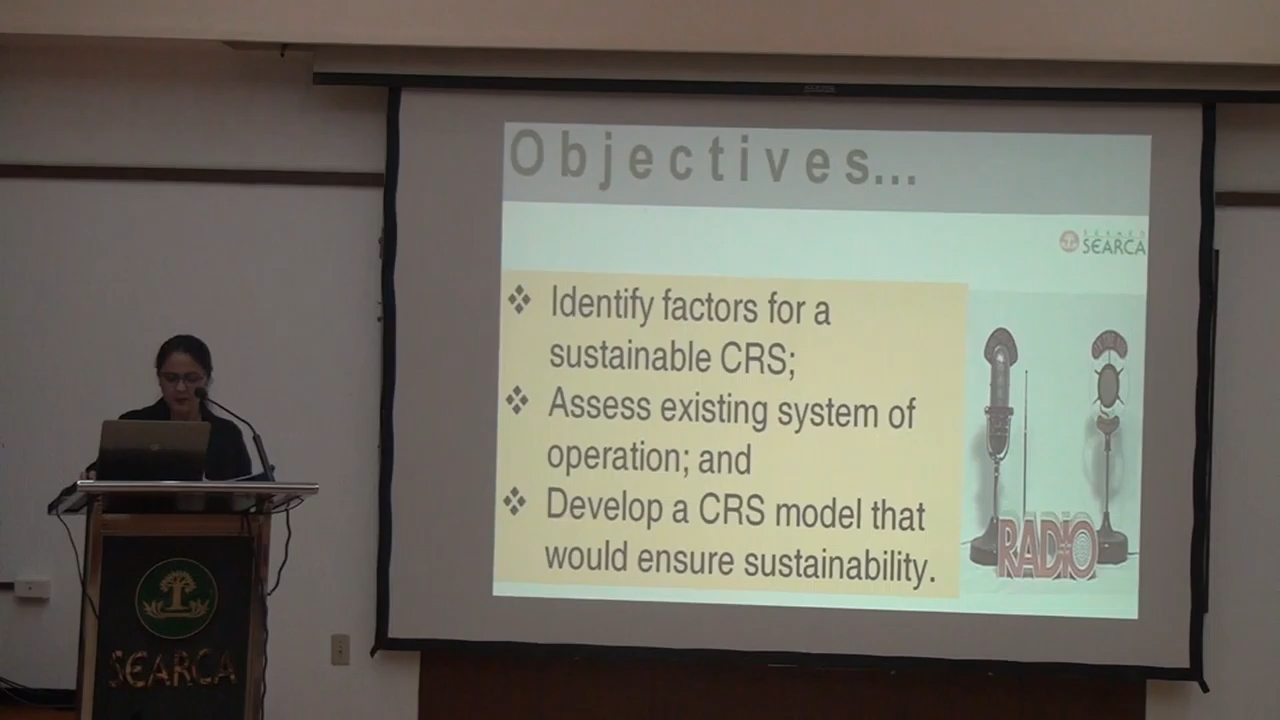 Objectives...
SEARCA
❖ Identify factors for a
sustainable CRS;
❖ Assess existing system of
operation; and
❖ Develop a CRS model that
would ensure sustainability.
RADIO
SEARCA